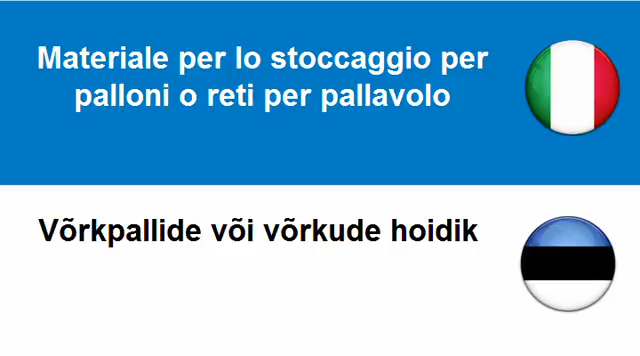 Materiale per lo stoccaggio per
palloni o reti per pallavolo
Võrkpallide või võrkude hoidik